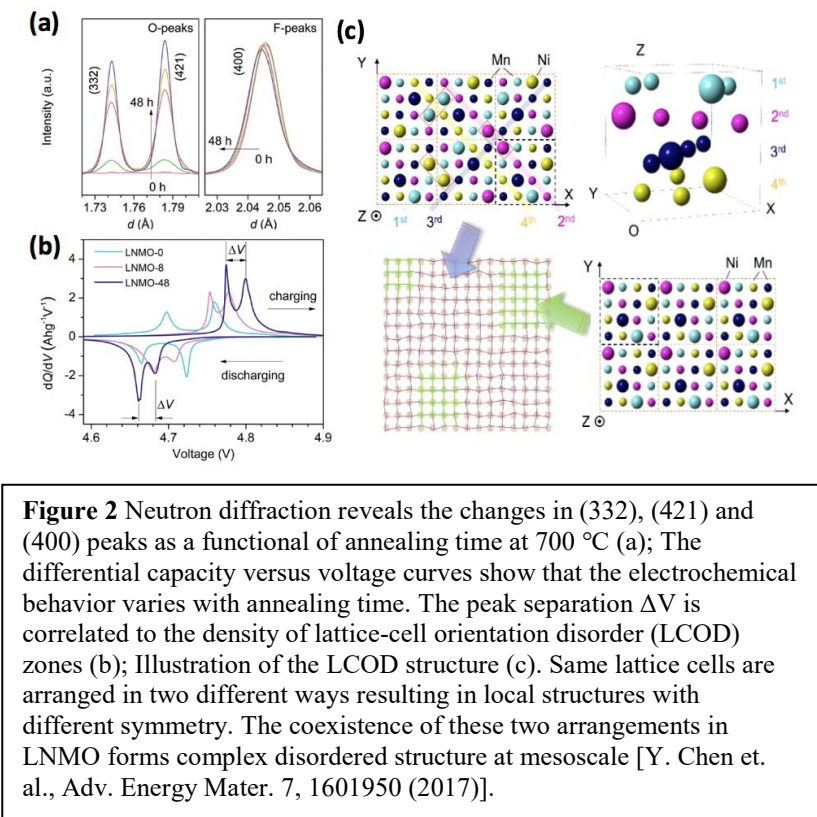 (a)
O-peaks
F-peaks
(332)
(421)
(400)
48 h
0 h
48 h
0 h
Intensity (a.u.)
1.73 1.76 1.79
2.03 2.04 2.05 2.06
d (Å)
d (Å)
(b)
LNMO-0
LNMO-8
LNMO-48
ΔV
charging
discharging
ΔV
dQ/dV (Ahg⁻¹V⁻¹)
4
2
0
-2
-4
4.6 4.7 4.8 4.9
Voltage (V)
(c)
Y
Mn
Ni
X
Z
1st 3rd 4th 2nd
Z
1st
2nd
3rd
4th
Y
X
O
Y
Ni
Mn
X
Z
Figure 2 Neutron diffraction reveals the changes in (332), (421) and
(400) peaks as a functional of annealing time at 700 °C (a); The
differential capacity versus voltage curves show that the electrochemical
behavior varies with annealing time. The peak separation ΔV is
correlated to the density of lattice-cell orientation disorder (LCOD)
zones (b); Illustration of the LCOD structure (c). Same lattice cells are
arranged in two different ways resulting in local structures with
different symmetry. The coexistence of these two arrangements in
LNMO forms complex disordered structure at mesoscale [Y. Chen et.
al., Adv. Energy Mater. 7, 1601950 (2017)].